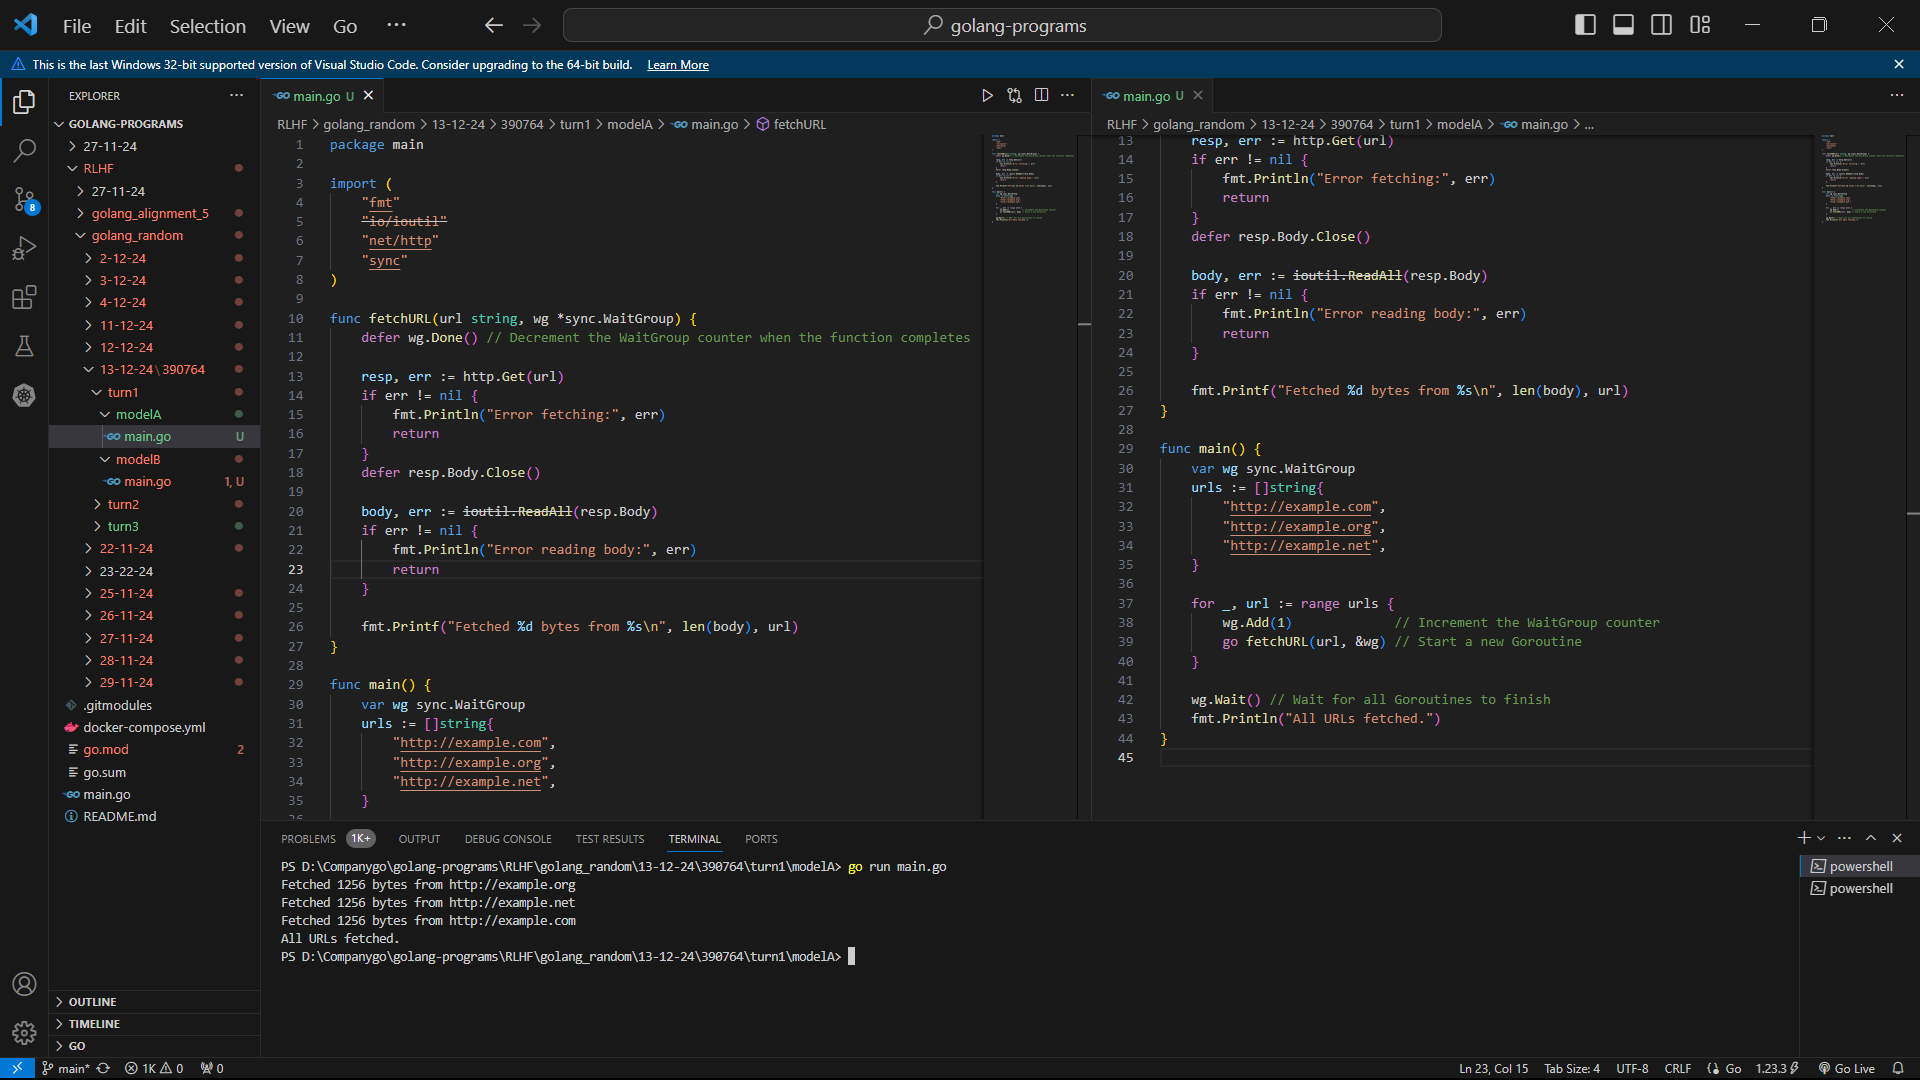 File Edit Selection View Go ··· golang-programs
This is the last Windows 32-bit supported version of Visual Studio Code. Consider upgrading to the 64-bit build. Learn More
EXPLORER
GOLANG-PROGRAMS
27-11-24
RLHF
27-11-24
golang_alignment_5
golang_random
2-12-24
3-12-24
4-12-24
11-12-24
12-12-24
13-12-24\390764
turn1
modelA
main.go U
modelB
main.go 1, U
turn2
turn3
22-11-24
23-22-24
25-11-24
26-11-24
27-11-24
28-11-24
29-11-24
.gitmodules
docker-compose.yml
go.mod 2
go.sum
main.go
README.md
OUTLINE
TIMELINE
GO
8
main.go U
RLHF > golang_random > 13-12-24 > 390764 > turn1 > modelA > main.go > fetchURL
1 package main
2
3 import (
4 "fmt"
5 "io/ioutil"
6 "net/http"
7 "sync"
8 )
9
10 func fetchURL(url string, wg *sync.WaitGroup) {
11 defer wg.Done() // Decrement the WaitGroup counter when the function completes
12
13 resp, err := http.Get(url)
14 if err != nil {
15 fmt.Println("Error fetching:", err)
16 return
17 }
18 defer resp.Body.Close()
19
20 body, err := ioutil.ReadAll(resp.Body)
21 if err != nil {
22 fmt.Println("Error reading body:", err)
23 return
24 }
25
26 fmt.Printf("Fetched %d bytes from %s\n", len(body), url)
27 }
28
29 func main() {
30 var wg sync.WaitGroup
31 urls := []string{
32 "http://example.com",
33 "http://example.org",
34 "http://example.net",
35 }
36
main.go U
RLHF > golang_random > 13-12-24 > 390764 > turn1 > modelA > main.go > ...
13 resp, err := http.Get(url)
14 if err != nil {
15 fmt.Println("Error fetching:", err)
16 return
17 }
18 defer resp.Body.Close()
19
20 body, err := ioutil.ReadAll(resp.Body)
21 if err != nil {
22 fmt.Println("Error reading body:", err)
23 return
24 }
25
26 fmt.Printf("Fetched %d bytes from %s\n", len(body), url)
27 }
28
29 func main() {
30 var wg sync.WaitGroup
31 urls := []string{
32 "http://example.com",
33 "http://example.org",
34 "http://example.net",
35 }
36
37 for _, url := range urls {
38 wg.Add(1) // Increment the WaitGroup counter
39 go fetchURL(url, &wg) // Start a new Goroutine
40 }
41
42 wg.Wait() // Wait for all Goroutines to finish
43 fmt.Println("All URLs fetched.")
44 }
45
PROBLEMS 1K+ OUTPUT DEBUG CONSOLE TEST RESULTS TERMINAL PORTS
PS D:\Companygo\golang-programs\RLHF\golang_random\13-12-24\390764\turn1\modelA> go run main.go
Fetched 1256 bytes from http://example.org
Fetched 1256 bytes from http://example.net
Fetched 1256 bytes from http://example.com
All URLs fetched.
PS D:\Companygo\golang-programs\RLHF\golang_random\13-12-24\390764\turn1\modelA>
powershell
powershell
main* 1K 0 0 Ln 23, Col 15 Tab Size: 4 UTF-8 CRLF Go 1.23.3 Go Live